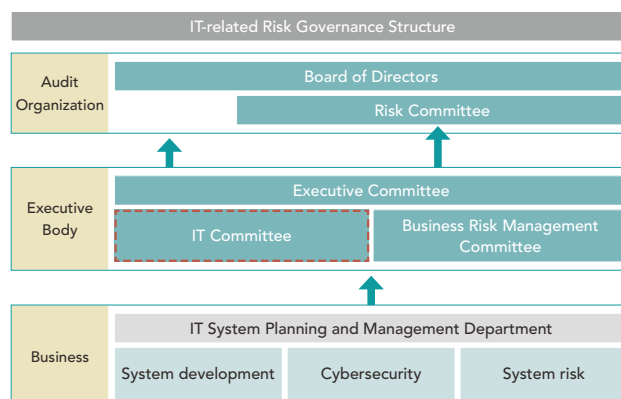 IT-related Risk Governance Structure
Audit
Organization
Board of Directors
Risk Committee
Executive
Body
Executive Committee
IT Committee
Business Risk Management
Committee
Business
IT System Planning and Management Department
System development
Cybersecurity
System risk